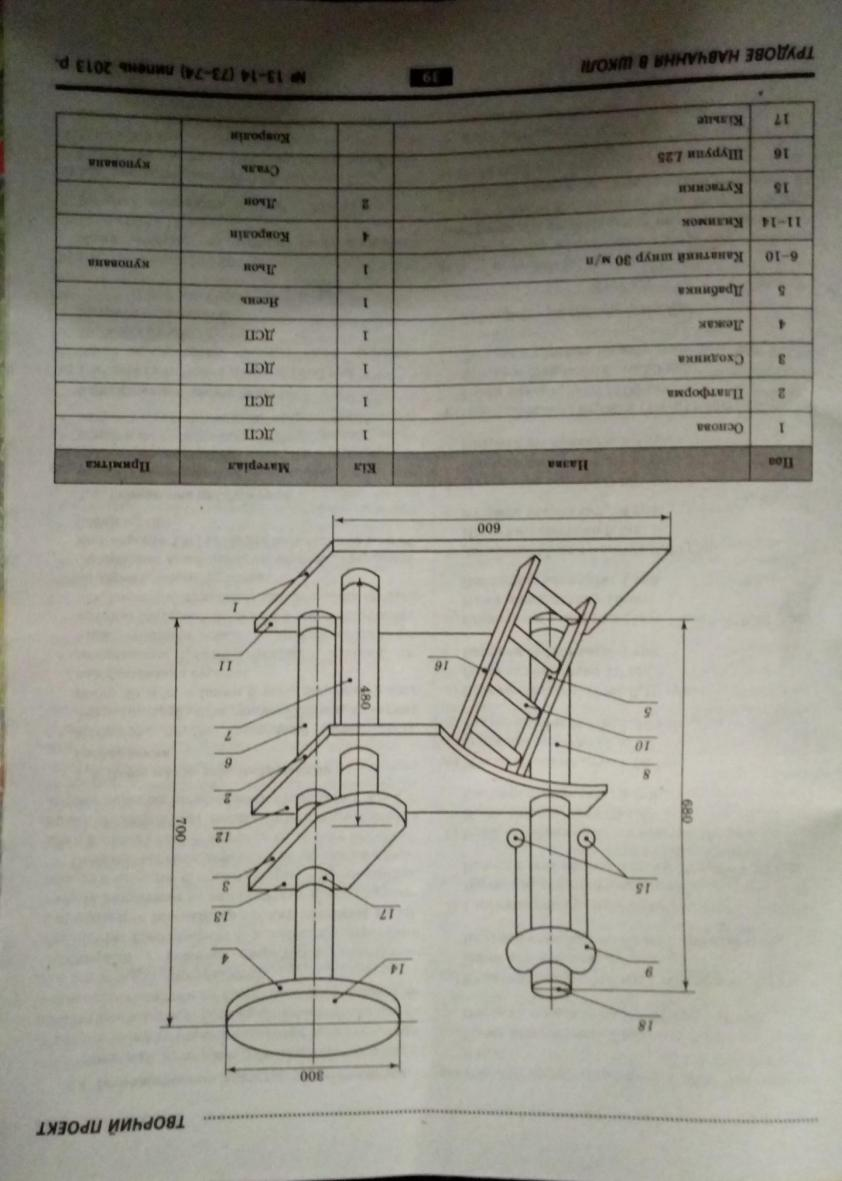 ТВОРЧИЙ ПРОЕКТ
300
18
9
14
4
17
13
15
3
680
12
700
8
2
10
6
5
480
7
16
11
1
600
Поз Назва Кіл Матеріал Примітка
1 Основа 1 ДСП
2 Платформа 1 ДСП
3 Сходинка 1 ДСП
4 Лежак 1 ДСП
5 Драбинка 1 Ясень
6-10 Канатний шнур 30 м/п 1 Льон купована
11-14 Килимок 4 Ковролін
15 Кутасики 2 Льон
16 Шурупи L25 Сталь купована
17 Кільце Ковролін
ТРУДОВЕ НАВЧАННЯ В ШКОЛІ 39 № 13-14 (73-74) липень 2013 р.